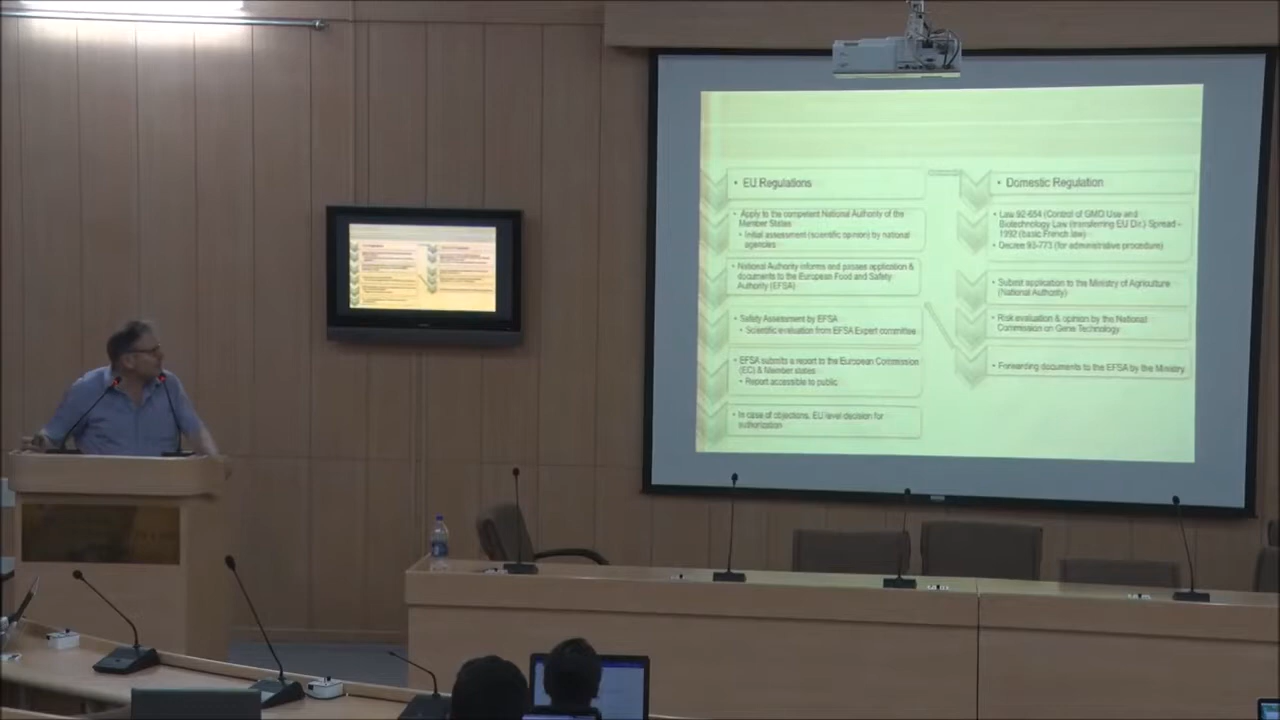 • EU Regulations
• Apply to the competent National Authority of the
Member States
• Initial assessment (scientific opinion) by national
agencies
• National Authority informs and passes application &
documents to the European Food and Safety
Authority (EFSA)
• Safety Assessment by EFSA
• Scientific evaluation from EFSA Expert committee
• EFSA submits a report to the European Commission
(EC) & Member states
• Report accessible to public
• In case of objections, EU level decision for
authorization
• Domestic Regulation
• Law 92-654 (Control of GMO Use and
Biotechnology Law (transferring EU Dir.) Spread –
1992 (basic French law)
• Decree 93-773 (for administrative procedure)
• Submit application to the Ministry of Agriculture
(National Authority)
• Risk evaluation & opinion by the National
Commission on Gene Technology
• Forwarding documents to the EFSA by the Ministry